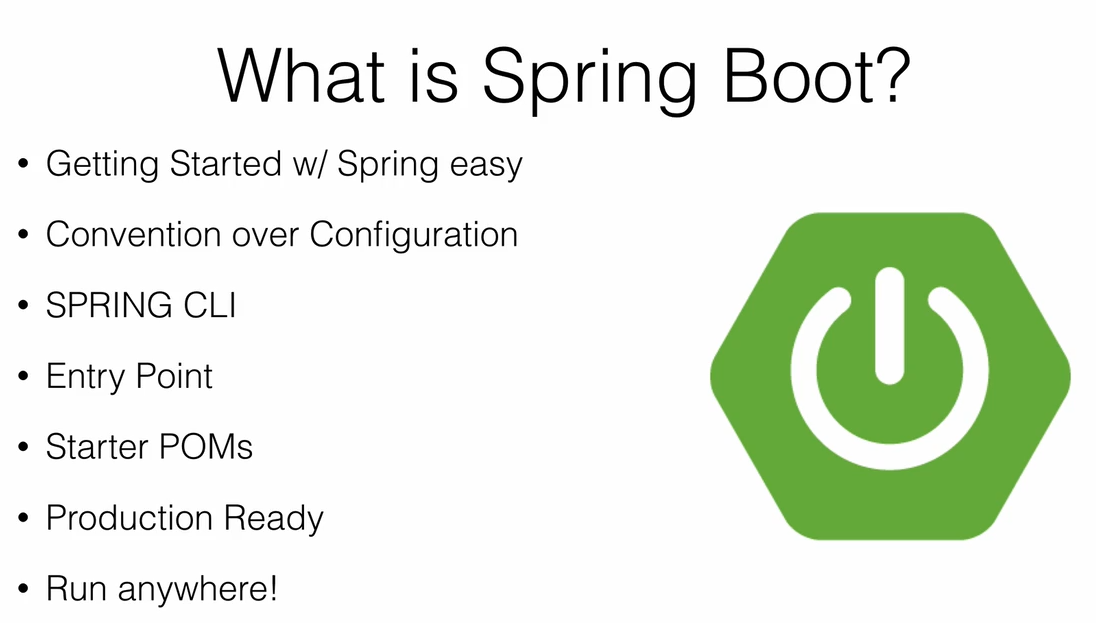 What is Spring Boot?
• Getting Started w/ Spring easy
• Convention over Configuration
• SPRING CLI
• Entry Point
• Starter POMs
• Production Ready
• Run anywhere!